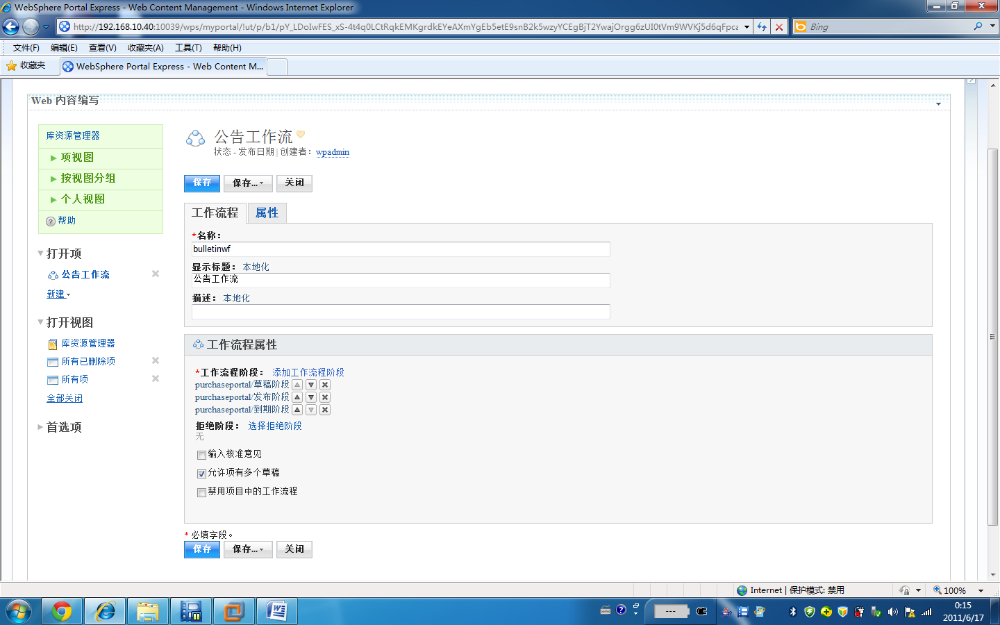 WebSphere Portal Express - Web Content Management - Windows Internet Explorer
http://192.168.10.40:10039/wps/myportal/!ut/p/b1/pY_LDoIwFES_xS-4t4q0LCtRqkEMKgrdkEYeAXmYgEb5etE9snB2k5wzyYCEgBjT2YwajOrgg6zUI0tVm9WVKj5d6qFpca
Bing
文件(F) 编辑(E) 查看(V) 收藏夹(A) 工具(T) 帮助(H)
收藏夹 WebSphere Portal Express - Web Content M...
Web 内容编写
库资源管理器
项视图
按视图分组
个人视图
帮助
打开项
公告工作流
新建
打开视图
库资源管理器
所有已删除项
所有项
全部关闭
首选项
公告工作流
状态 - 发布日期 | 创建者: wpadmin
保存 保存... 关闭
工作流程 属性
*名称:
bulletinwf
显示标题: 本地化
公告工作流
描述: 本地化
工作流程属性
*工作流程阶段: 添加工作流程阶段
purchaseportal/草稿阶段
purchaseportal/发布阶段
purchaseportal/到期阶段
拒绝阶段: 选择拒绝阶段
无
输入核准意见
允许项有多个草稿
禁用项目中的工作流程
* 必填字段。
保存 保存... 关闭
Internet | 保护模式: 禁用
100%
0:15
2011/6/17